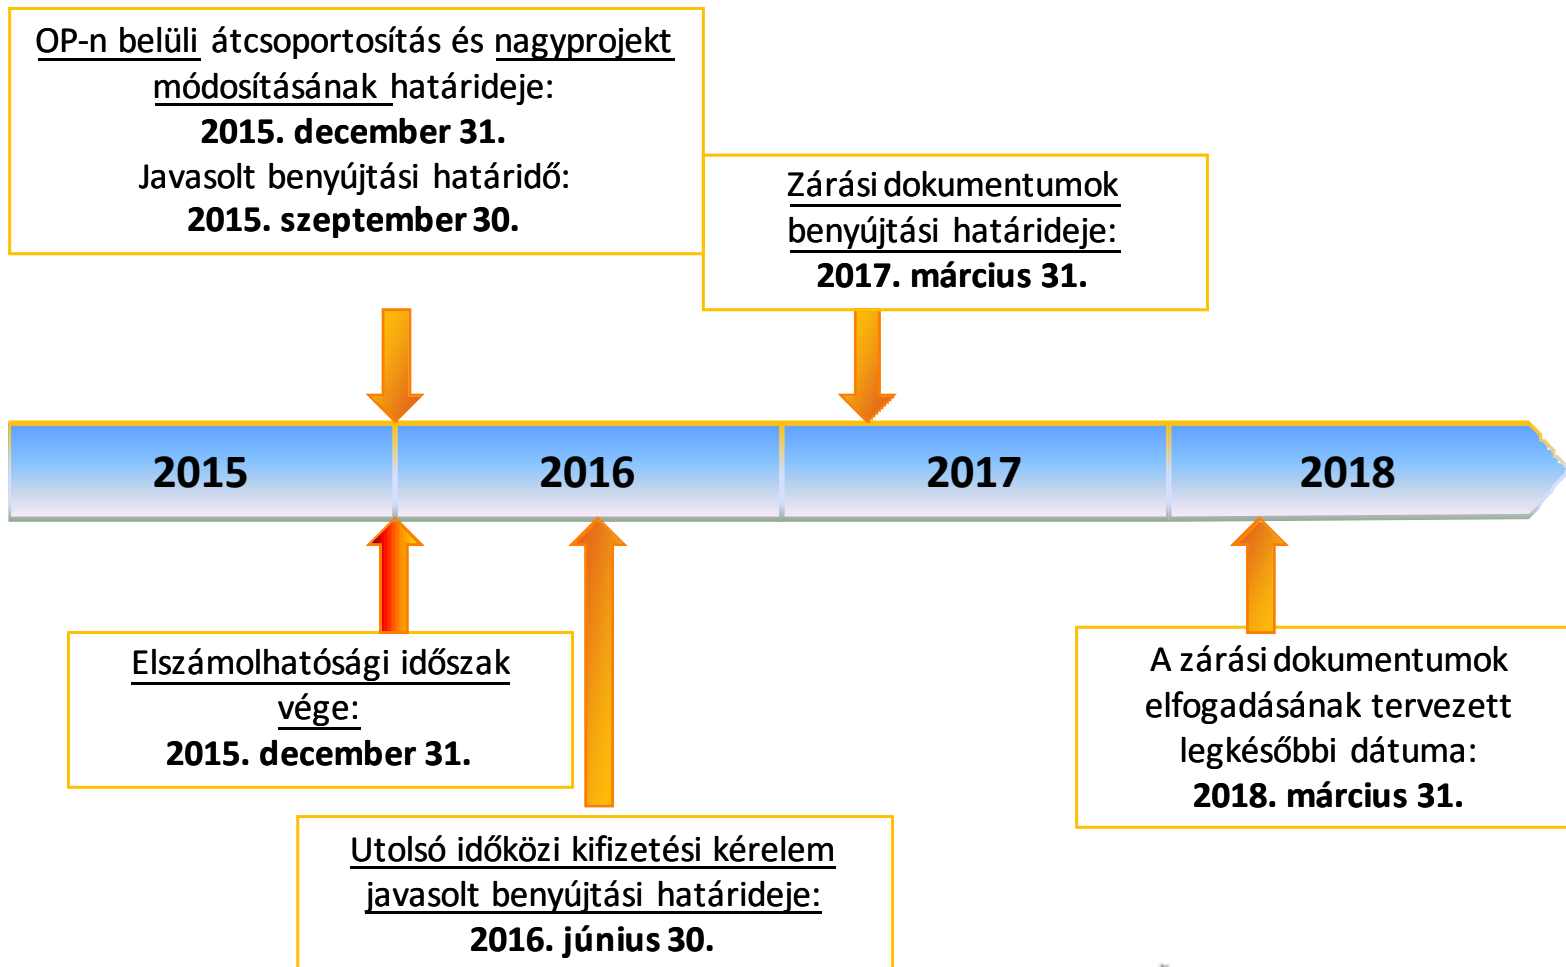 OP-n belüli átcsoportosítás és nagyprojekt
módosításának határideje:
2015. december 31.
Javasolt benyújtási határidő:
2015. szeptember 30.
Zárási dokumentumok
benyújtási határideje:
2017. március 31.
2015
2016
2017
2018
Elszámolhatósági időszak
vége:
2015. december 31.
Utolsó időközi kifizetési kérelem
javasolt benyújtási határideje:
2016. június 30.
A zárási dokumentumok
elfogadásának tervezett
legkésőbbi dátuma:
2018. március 31.